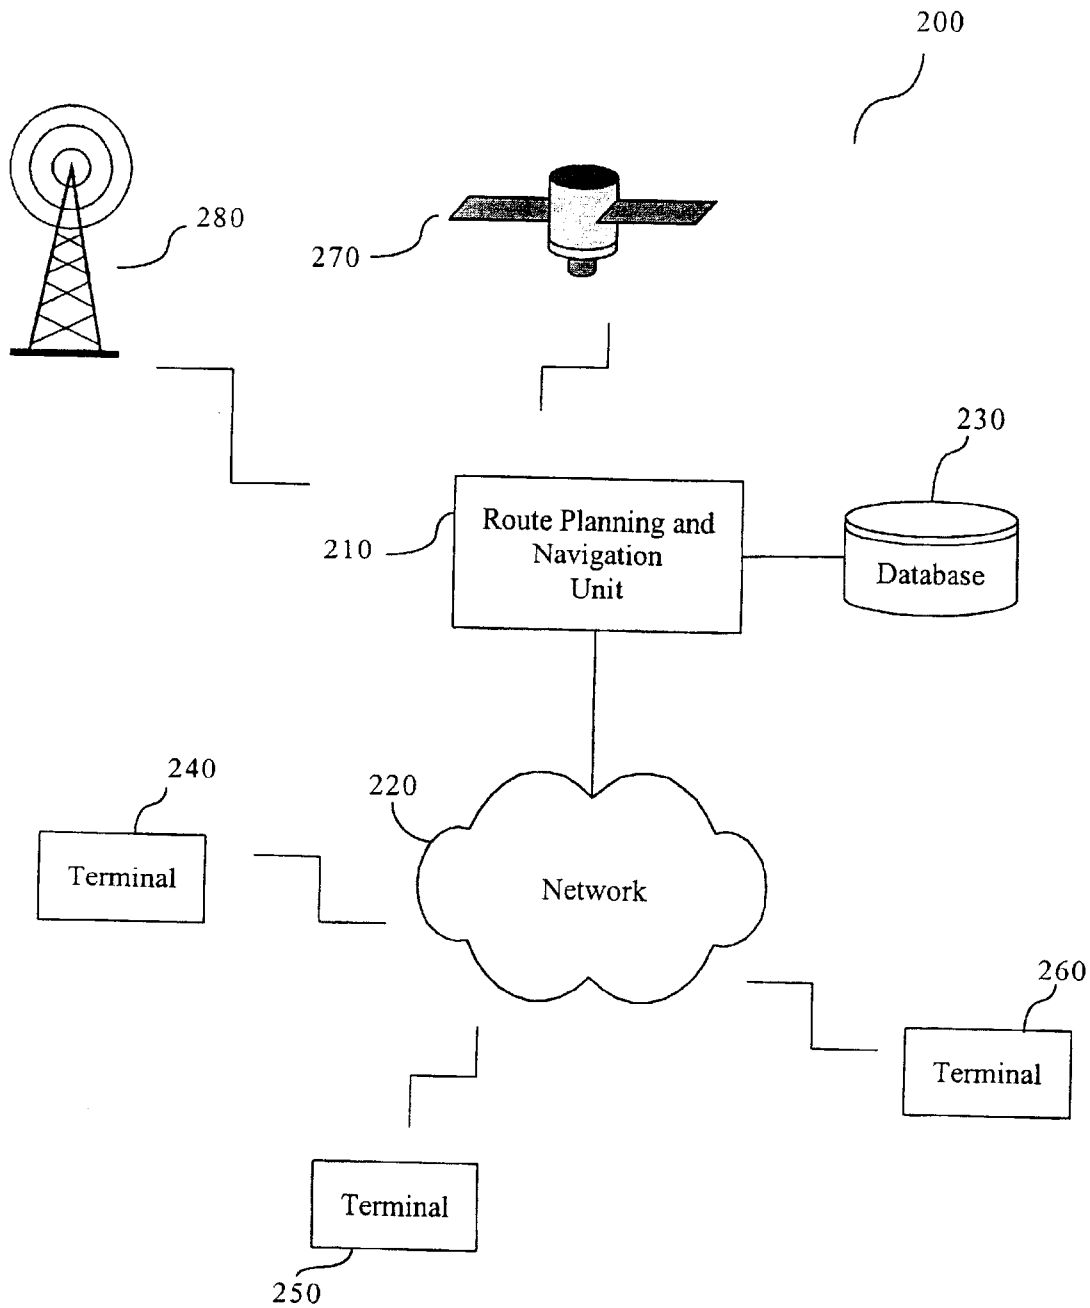 200
280
270
230
210
Route Planning and
Navigation
Unit
Database
240
220
Terminal
Network
260
Terminal
Terminal
250